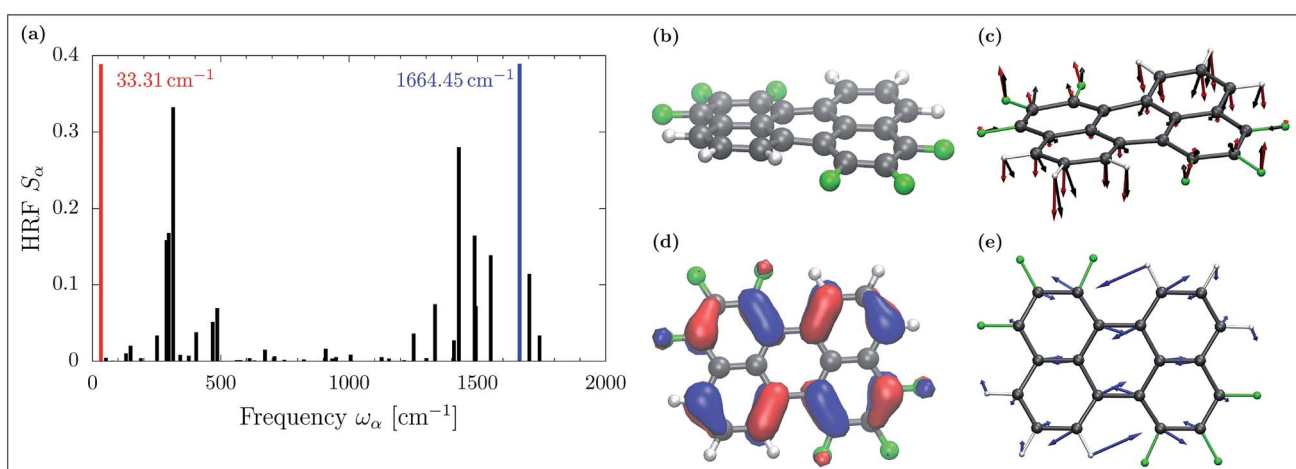 (a)
HRF Sα
0.4
0.3
0.2
0.1
0
33.31 cm⁻¹
1664.45 cm⁻¹
0 500 1000 1500 2000
Frequency ωα [cm⁻¹]
(b)
(c)
(d)
(e)